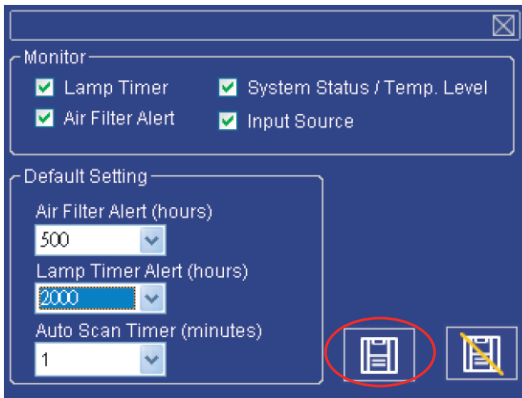 Monitor
Lamp Timer
System Status / Temp. Level
Air Filter Alert
Input Source
Default Setting
Air Filter Alert (hours)
500
Lamp Timer Alert (hours)
2000
Auto Scan Timer (minutes)
1